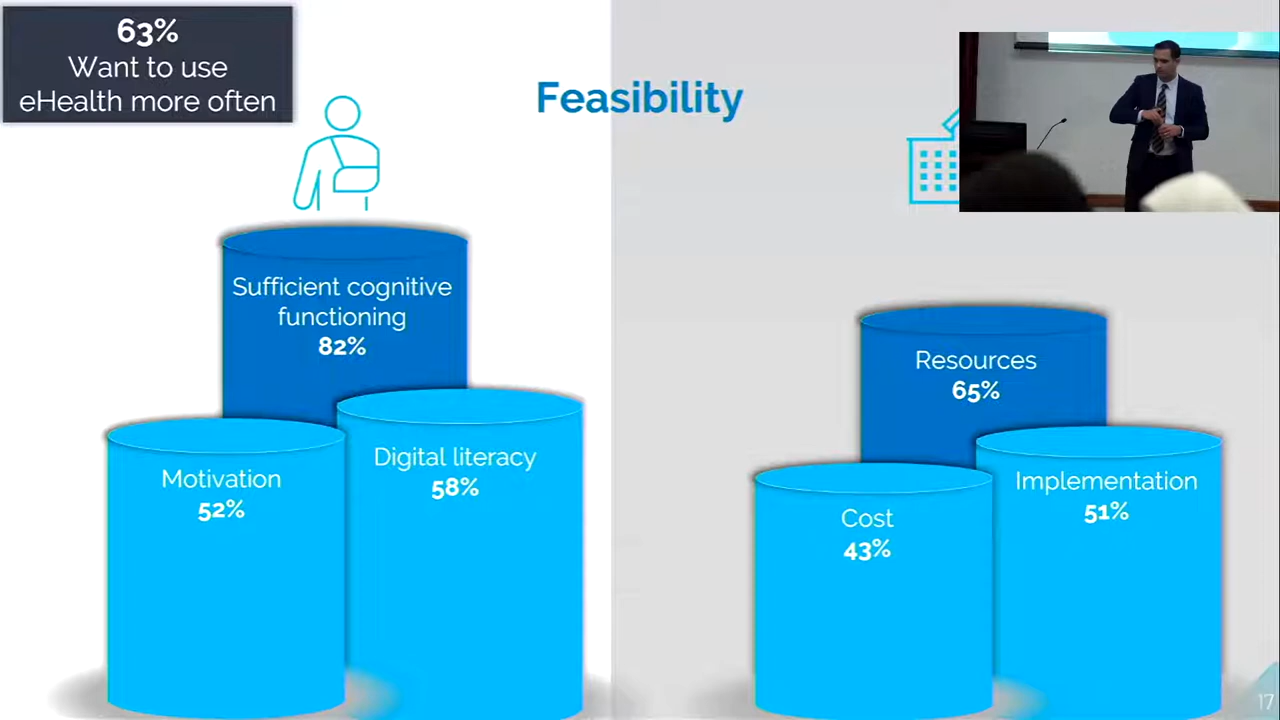 63%
Want to use
eHealth more often
Feasibility
Sufficient cognitive
functioning
82%
Motivation
52%
Digital literacy
58%
Resources
65%
Cost
43%
Implementation
51%
17